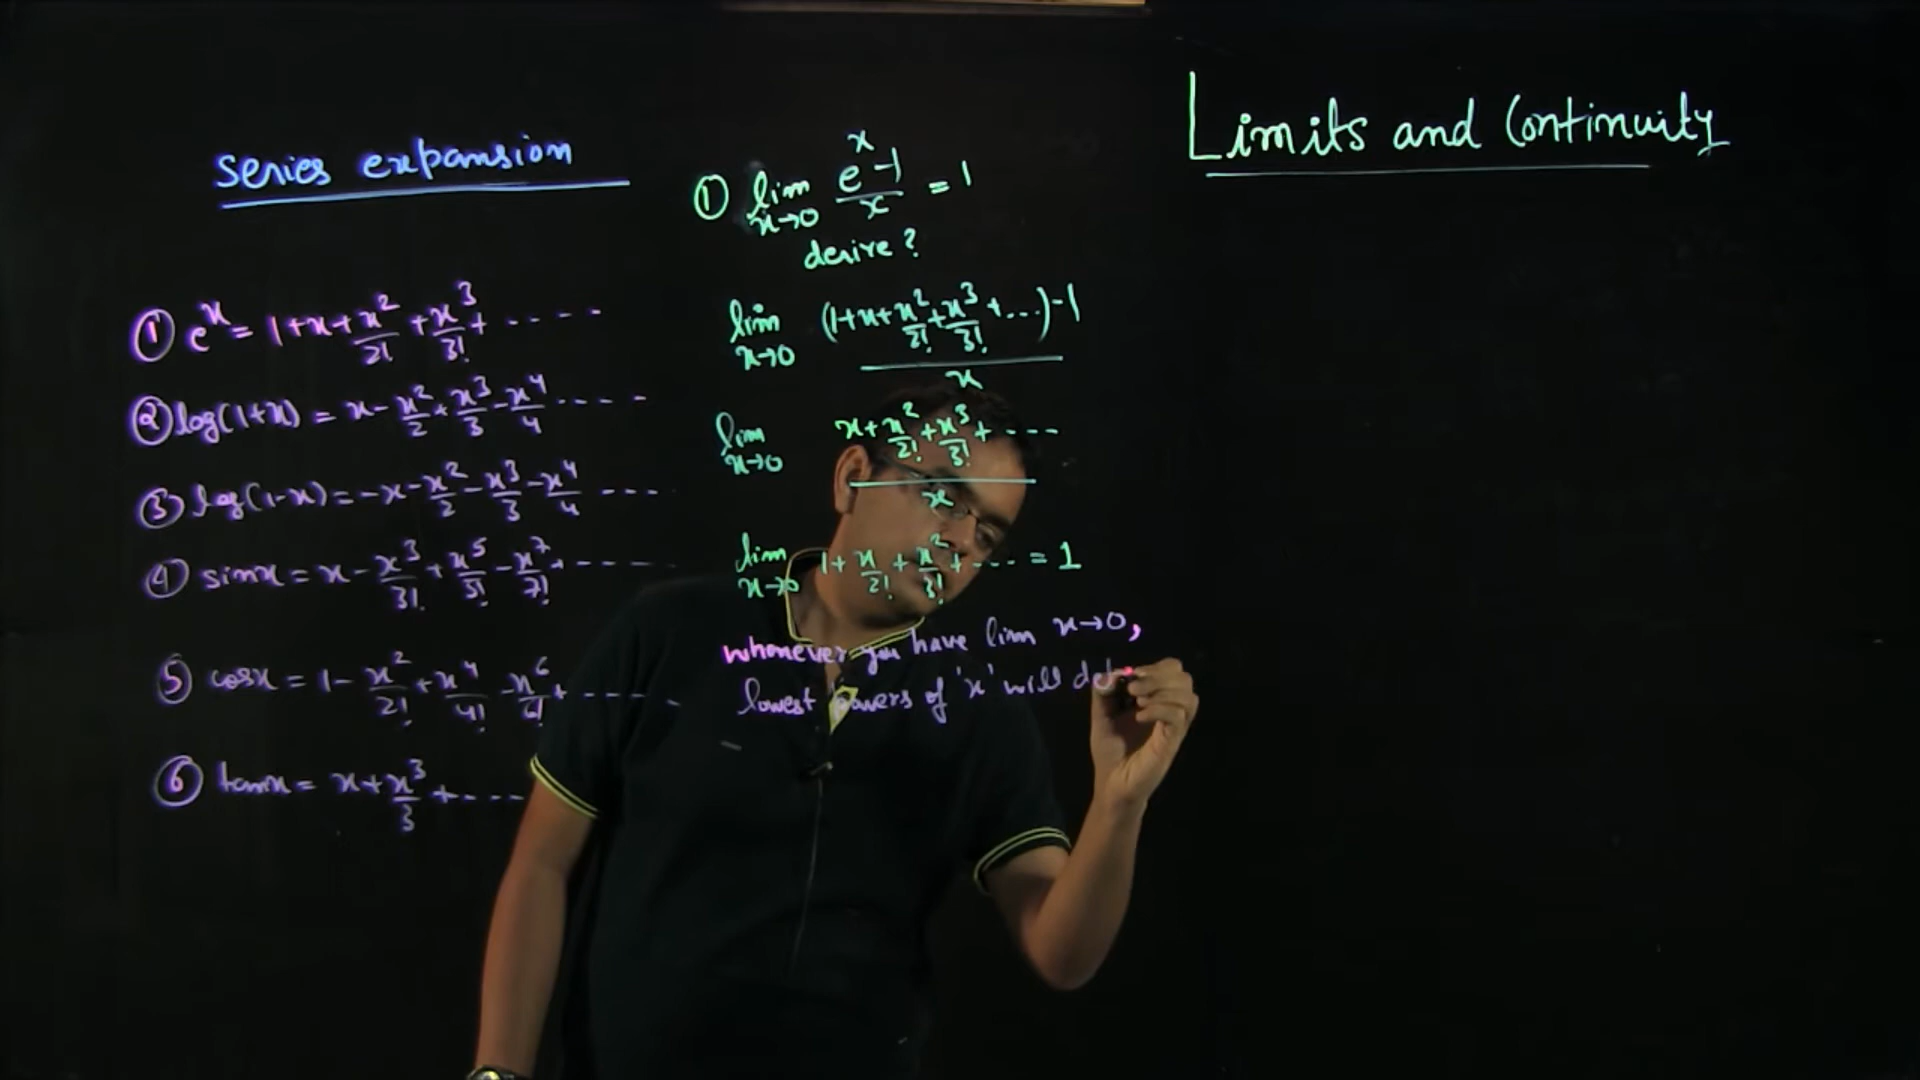 Limits and Continuity
series expansion
① e^x = 1+x+x²/2!+x³/3!+ ·····
② log(1+x) = x-x²/2+x³/3-x⁴/4 ·····
③ log(1-x) = -x-x²/2-x³/3-x⁴/4 ---
④ sinx = x-x³/3!+x⁵/5!-x⁷/7!+ -----
⑤ cosx = 1-x²/2!+x⁴/4!-x⁶/6!+ -----
⑥ tanx = x+x³/3+----
① lim x→0 (e^x-1)/x = 1
derive?
lim x→0 ((1+x+x²/2!+x³/3!+...)-1)/x
lim x→0 (x+x²/2!+x³/3!+----)/x
lim x→0 1+x/2!+x²/3!+---- = 1
whenever you have lim x→0,
lowest powers of 'x' will